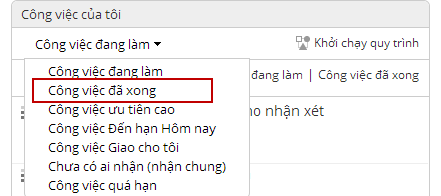 Công việc của tôi
Công việc đang làm Khởi chạy quy trình
Công việc đang làm
đang làm | Công việc đã xong
Công việc đã xong
Công việc ưu tiên cao
nhận xét
Công việc Đến hạn Hôm nay
Công việc Giao cho tôi
Chưa có ai nhận (nhận chung)
Công việc quá hạn